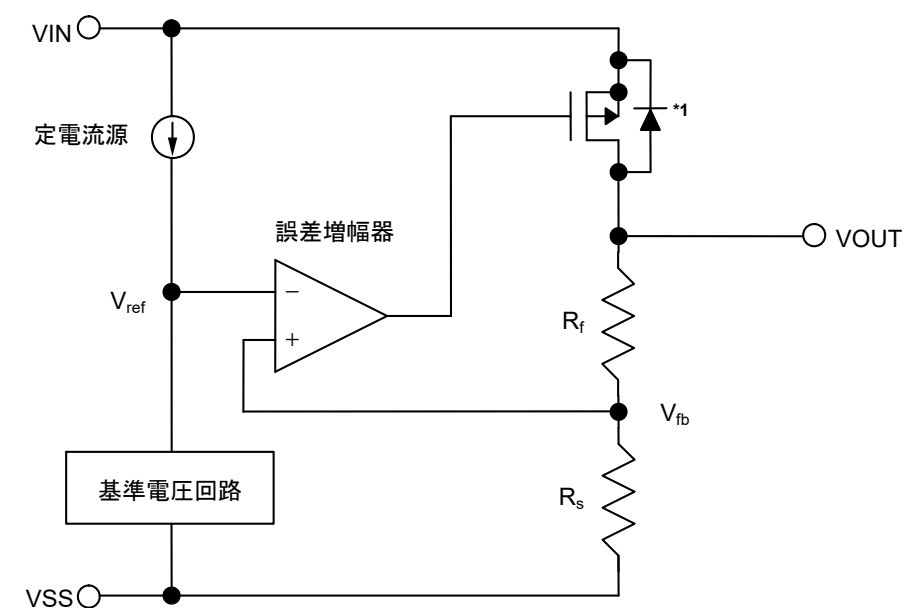 VIN
*1
定電流源
誤差増幅器
VOUT
Vref
−
+
Rf
Vfb
基準電圧回路
Rs
VSS